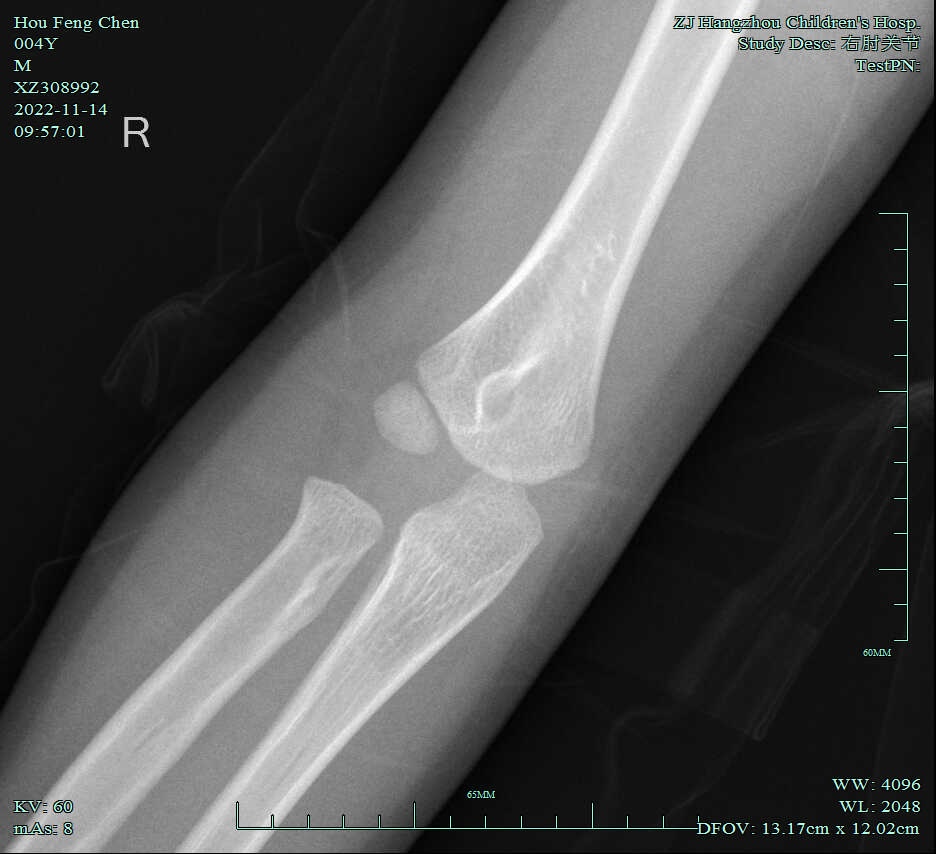 Hou Feng Chen
004Y
M
XZ308992
2022-11-14
09:57:01
R
ZJ Hangzhou Children's Hosp.
Study Desc: 右肘关节
TestPN:
60MM
65MM
KV: 60
mAs: 8
WW: 4096
WL: 2048
DFOV: 13.17cm x 12.02cm